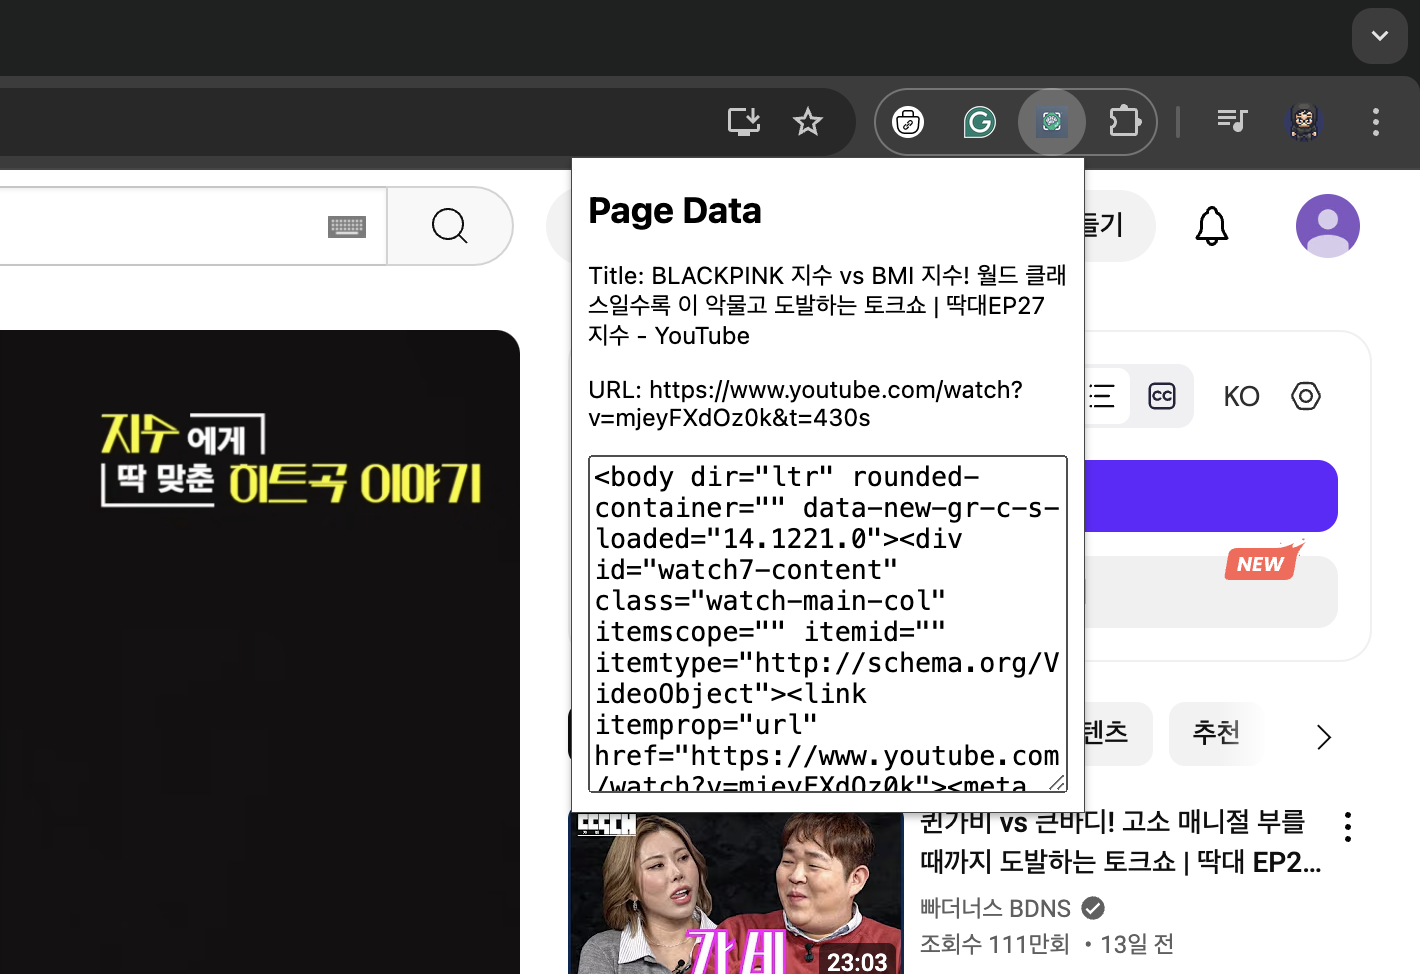 Page Data
Title: BLACKPINK 지수 vs BMI 지수! 월드 클래
스일수록 이 악물고 도발하는 토크쇼 | 딱대EP27
지수 - YouTube
URL: https://www.youtube.com/watch?
v=mjeyFXdOz0k&t=430s
<body dir="ltr" rounded-
container="" data-new-gr-c-s-
loaded="14.1221.0"><div
id="watch7-content"
class="watch-main-col"
itemscope="" itemid=""
itemtype="http://schema.org/V
ideoObject"><link
itemprop="url"
href="https://www.youtube.com
/watch?v=mjeyFXdOz0k"><meta
들기
지수에게
딱 맞춘 히트곡 이야기
CC
KO
NEW
텐츠
추천
퀸가비 vs 큰바디! 고소 매니절 부를
때까지 도발하는 토크쇼 | 딱대 EP2...
빠더너스 BDNS
조회수 111만회 • 13일 전
가비
23:03